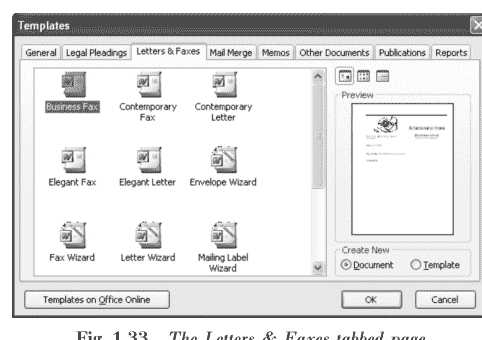 Templates
General Legal Pleadings Letters & Faxes Mail Merge Memos Other Documents Publications Reports
Business Fax Contemporary Fax Contemporary Letter
Preview
Elegant Fax Elegant Letter Envelope Wizard
Fax Wizard Letter Wizard Mailing Label Wizard
Create New
Document Template
Templates on Office Online OK Cancel
Fig. 1.33 The Letters & Faxes tabbed page